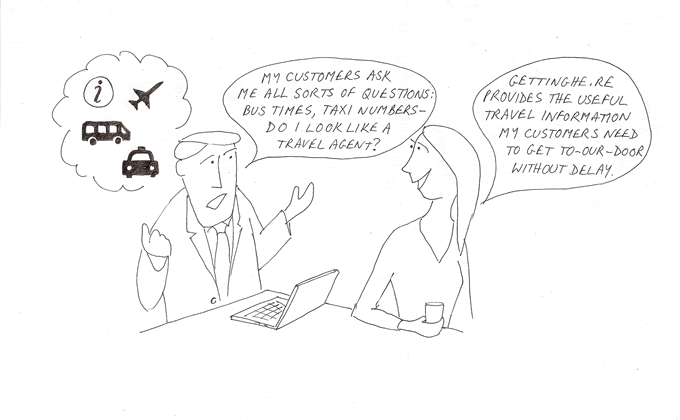 i
MY CUSTOMERS ASK
ME ALL SORTS OF QUESTIONS:
BUS TIMES, TAXI NUMBERS-
DO I LOOK LIKE A
TRAVEL AGENT?
GETTINGHE.RE
PROVIDES THE USEFUL
TRAVEL INFORMATION
MY CUSTOMERS NEED
TO GET TO-OUR-DOOR
WITHOUT DELAY.